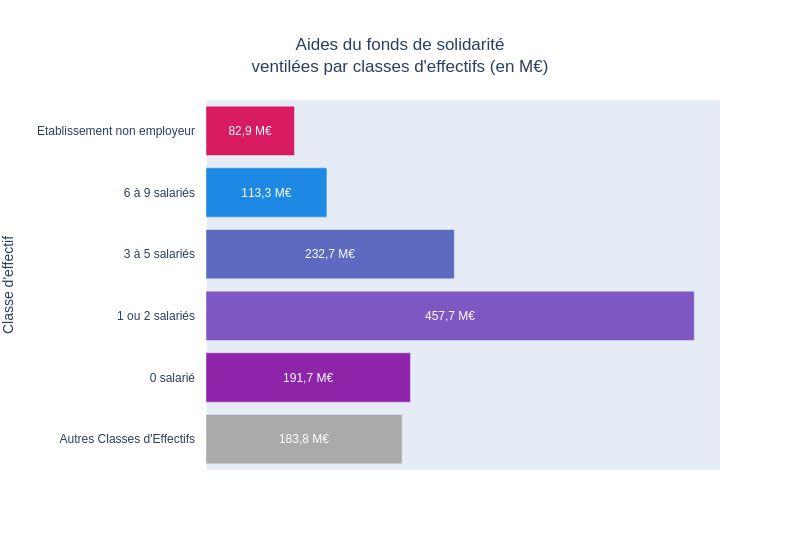 Aides du fonds de solidarité
ventilées par classes d'effectifs (en M€)
Classe d'effectif
Etablissement non employeur
82,9 M€
6 à 9 salariés
113,3 M€
3 à 5 salariés
232,7 M€
1 ou 2 salariés
457,7 M€
0 salarié
191,7 M€
Autres Classes d'Effectifs
183,8 M€